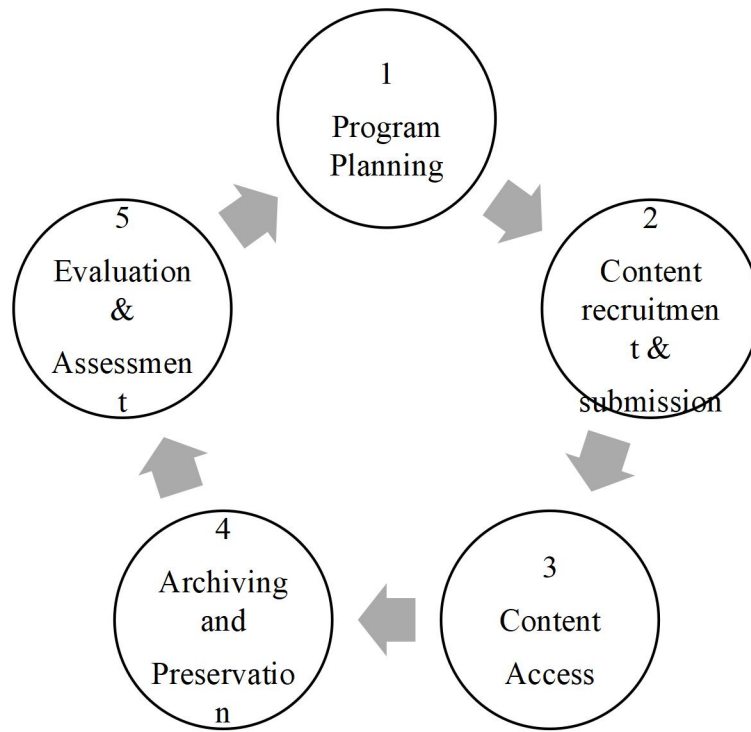 1
Program
Planning
2
Content
recruitmen
t &
submission
3
Content
Access
4
Archiving
and
Preservatio
n
5
Evaluation
&
Assessmen
t